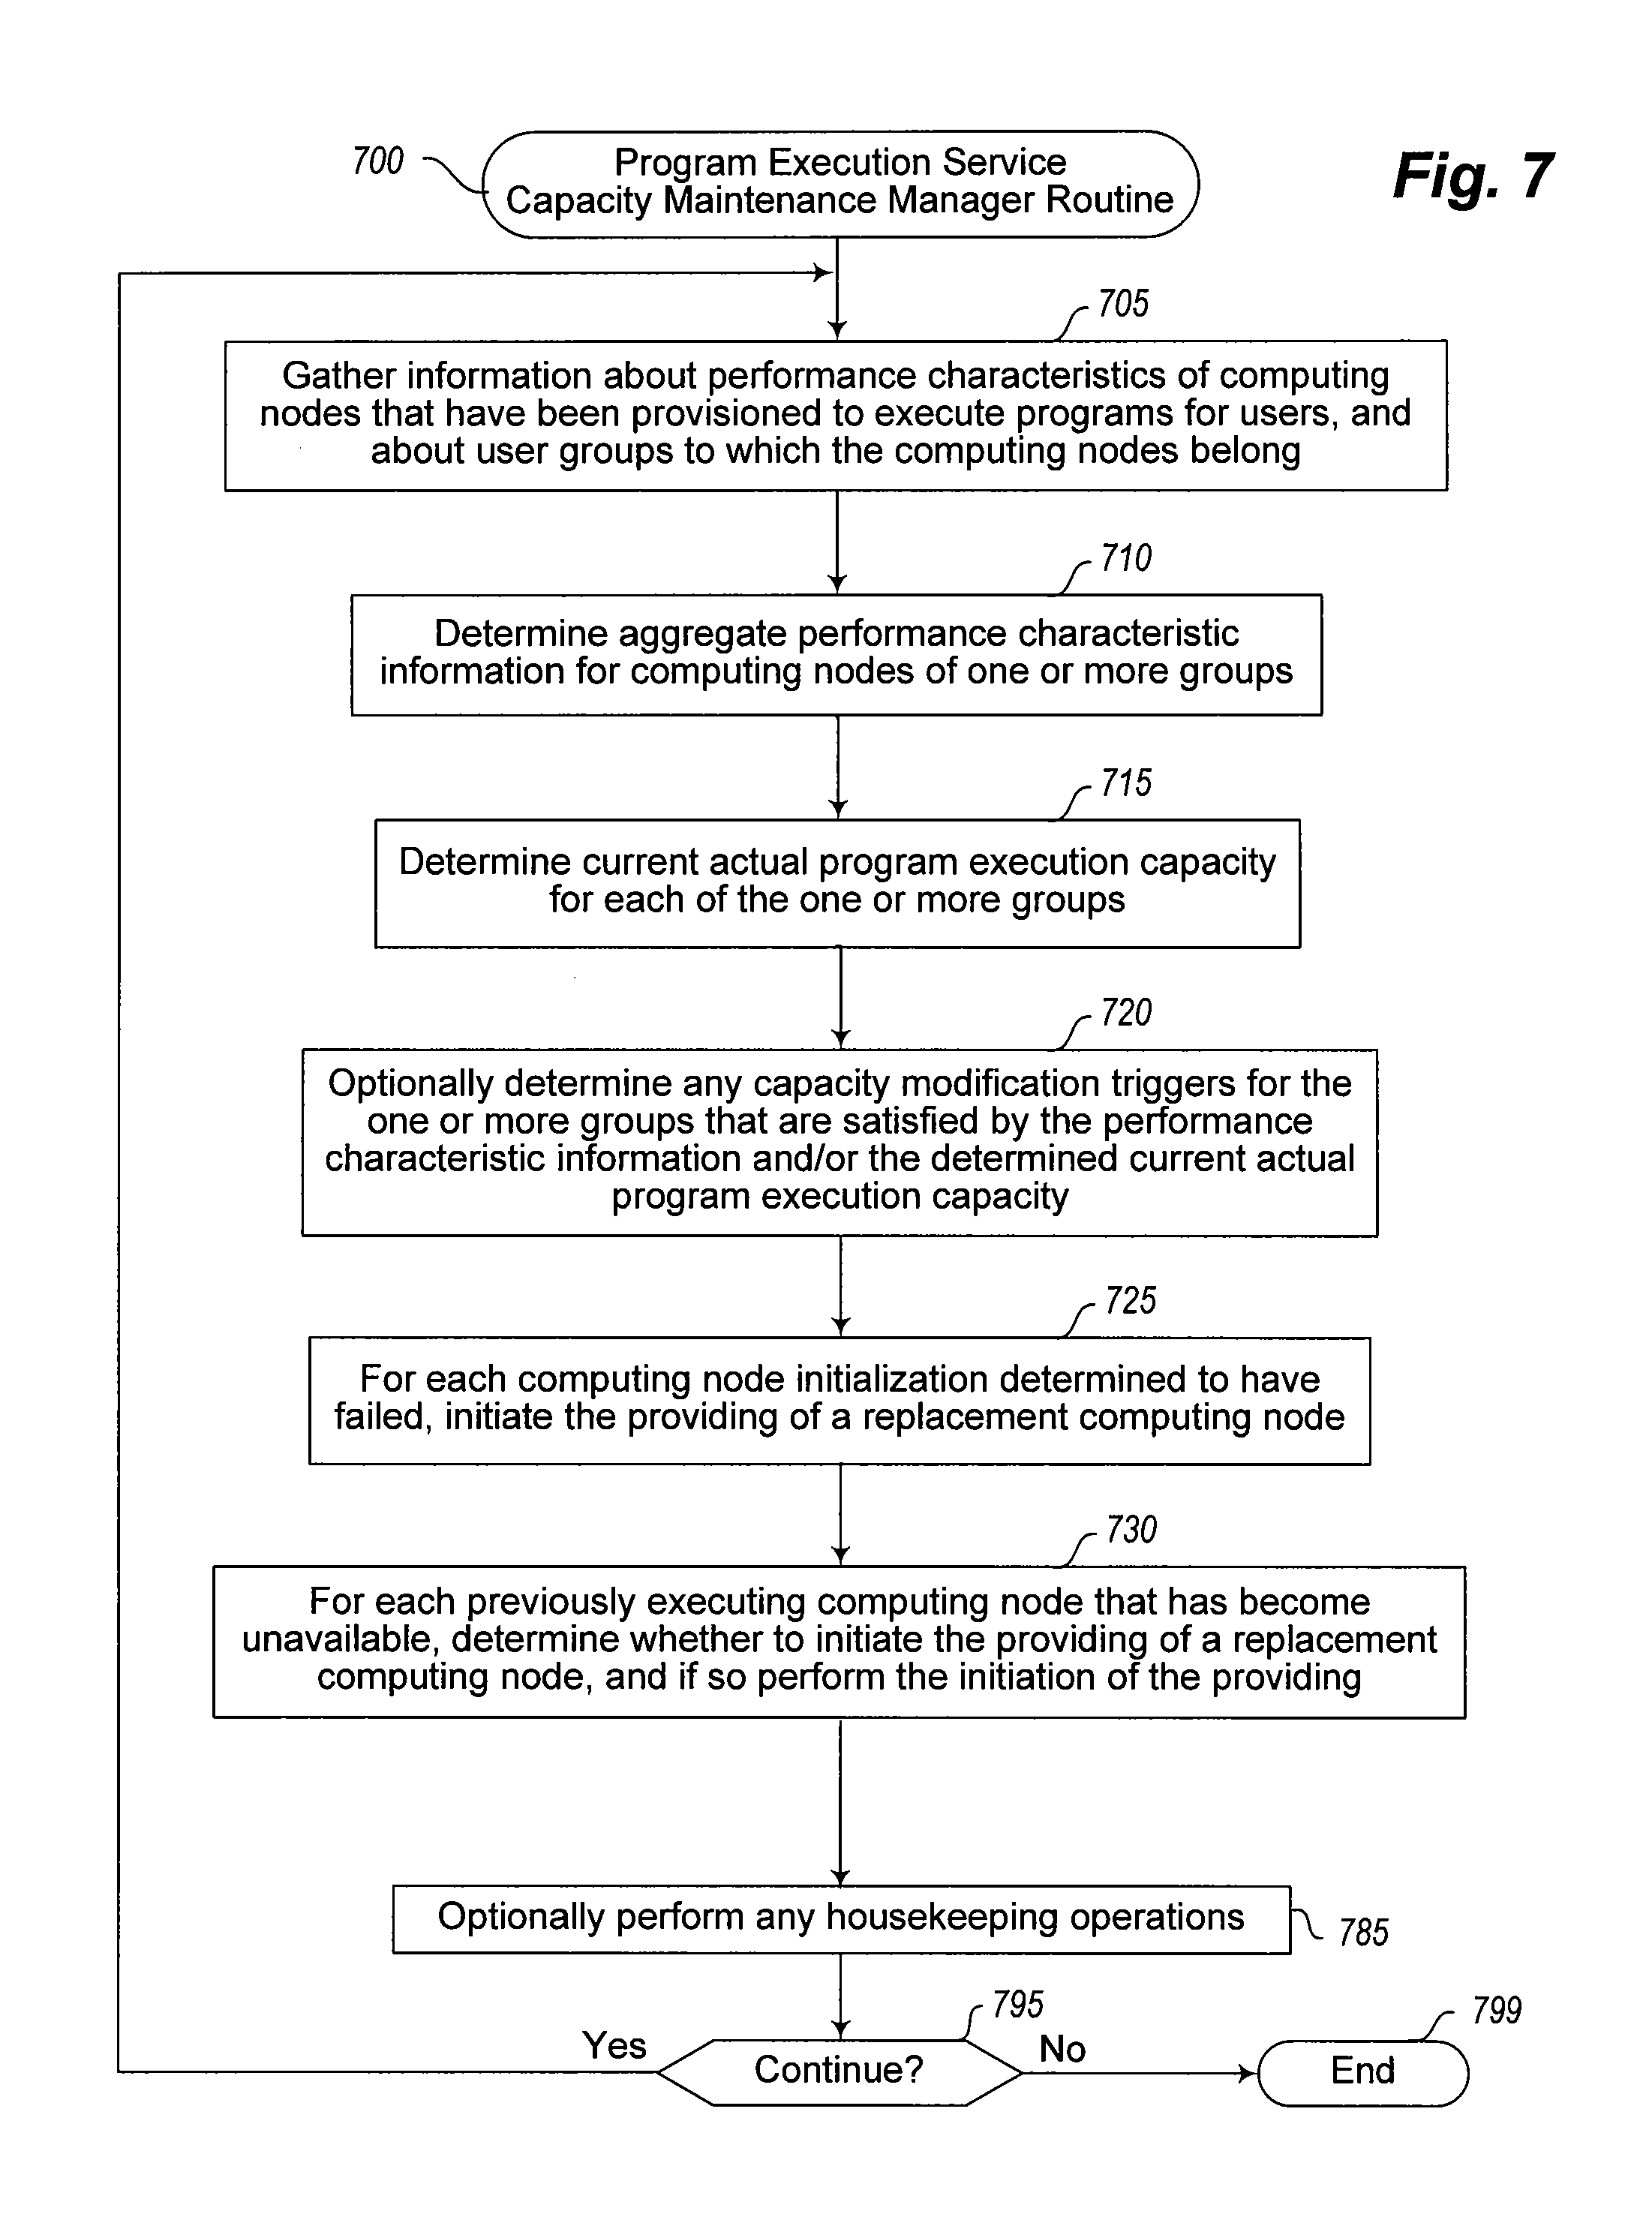 Fig. 7
700
Program Execution Service
Capacity Maintenance Manager Routine
705
Gather information about performance characteristics of computing
nodes that have been provisioned to execute programs for users, and
about user groups to which the computing nodes belong
710
Determine aggregate performance characteristic
information for computing nodes of one or more groups
715
Determine current actual program execution capacity
for each of the one or more groups
720
Optionally determine any capacity modification triggers for the
one or more groups that are satisfied by the performance
characteristic information and/or the determined current actual
program execution capacity
725
For each computing node initialization determined to have
failed, initiate the providing of a replacement computing node
730
For each previously executing computing node that has become
unavailable, determine whether to initiate the providing of a replacement
computing node, and if so perform the initiation of the providing
Optionally perform any housekeeping operations
785
795
Yes
Continue?
No
799
End